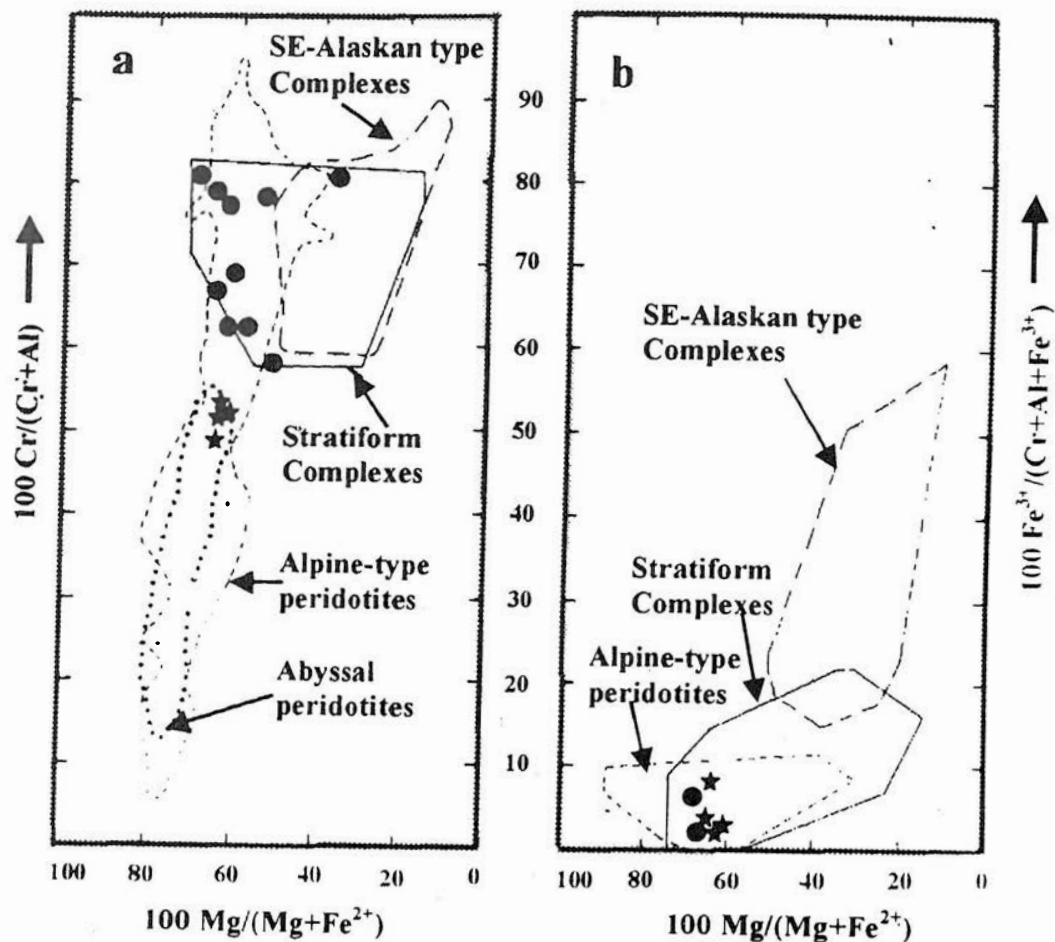 a
SE-Alaskan type
Complexes
100 Cr/(Cr+Al)
Stratiform
Complexes
Alpine-type
peridotites
Abyssal
peridotites
100 80 60 40 20 0
100 Mg/(Mg+Fe²⁺)
90
80
70
60
50
40
30
20
10
b
SE-Alaskan type
Complexes
Stratiform
Complexes
Alpine-type
peridotites
100 80 60 40 20 0
100 Mg/(Mg+Fe²⁺)
100 Fe³⁺/(Cr+Al+Fe³⁺)